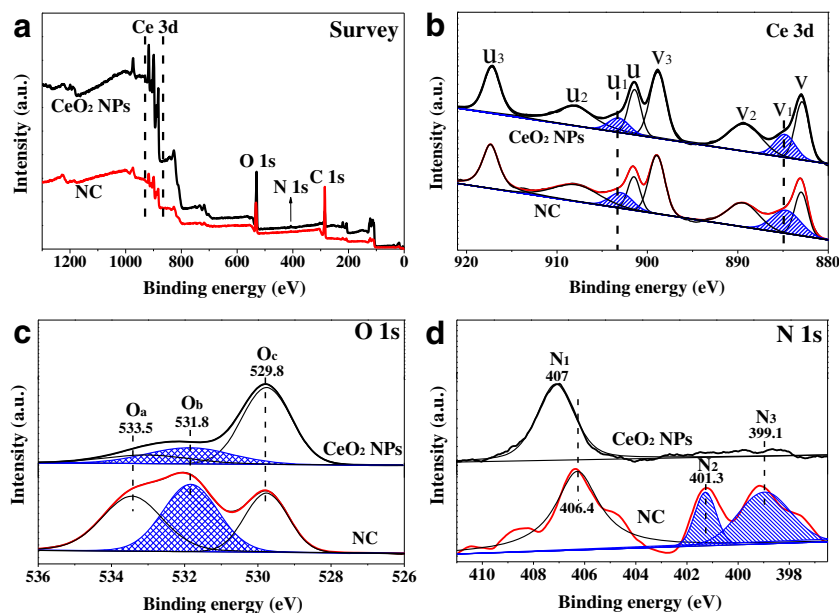 a
Ce 3d
Survey
CeO2 NPs
NC
O 1s
N 1s
C 1s
Intensity (a.u.)
1200
1000
800
600
400
200
0
Binding energy (eV)
b
Ce 3d
u3
u2
u1
u
v3
v2
v1
v
CeO2 NPs
NC
Intensity (a.u.)
920
910
900
890
880
Binding energy (eV)
c
O 1s
Oa
533.5
Ob
531.8
Oc
529.8
CeO2 NPs
NC
Intensity (a.u.)
536
534
532
530
528
526
Binding energy (eV)
d
N 1s
N1
407
CeO2 NPs
N3
399.1
N2
401.3
406.4
NC
Intensity (a.u.)
410
408
406
404
402
400
398
Binding energy (eV)